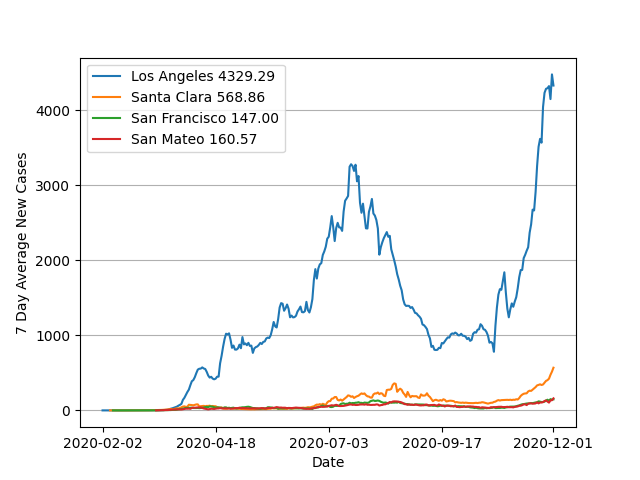 Los Angeles 4329.29
Santa Clara 568.86
San Francisco 147.00
San Mateo 160.57
4000
3000
2000
1000
0
7 Day Average New Cases
2020-02-02 2020-04-18 2020-07-03 2020-09-17 2020-12-01
Date